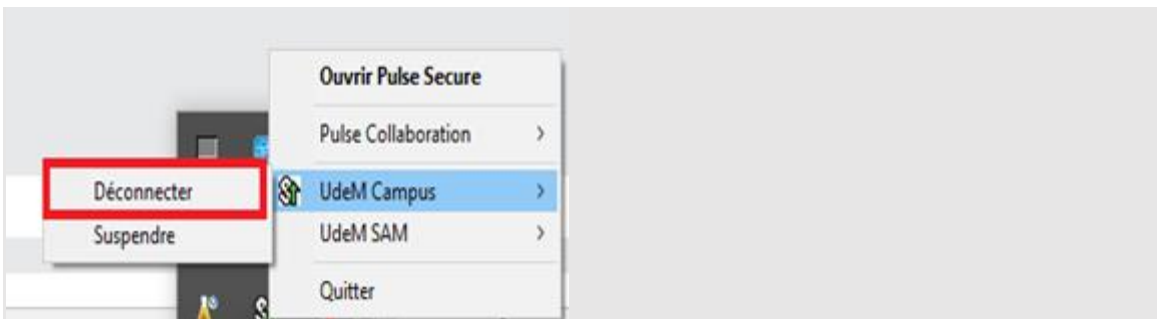 Ouvrir Pulse Secure
Pulse Collaboration
UdeM Campus
Déconnecter
Suspendre
UdeM SAM
Quitter